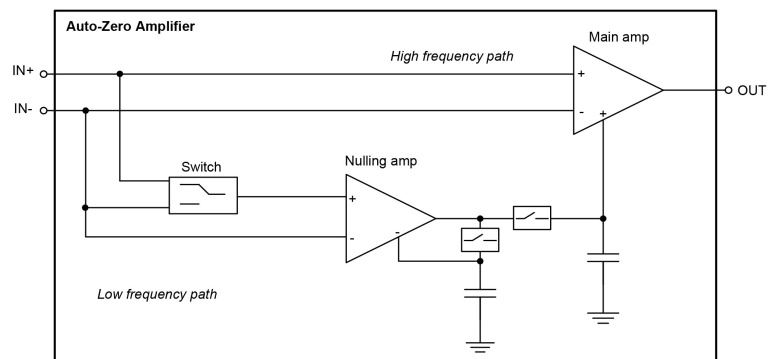 Auto-Zero Amplifier
Main amp
High frequency path
IN+
+
OUT
IN-
-
+
Switch
Nulling amp
+
-
-
Low frequency path